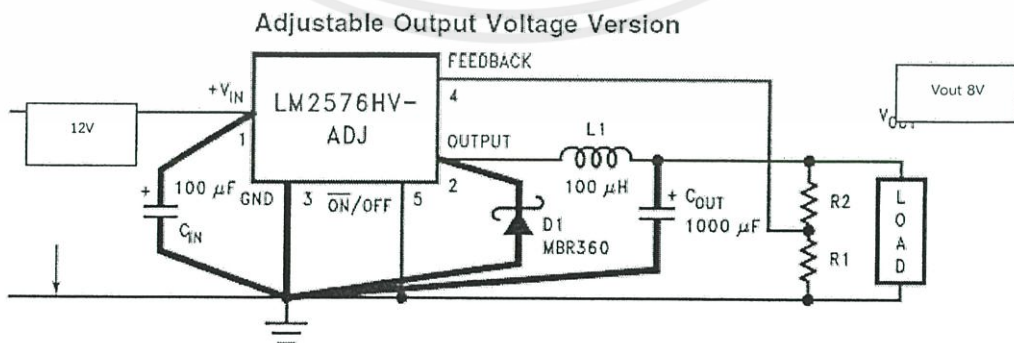 Adjustable Output Voltage Version
FEEDBACK
+VIN
LM2576HV-
ADJ
4
Vout 8V
12V
1
OUTPUT
L1
VOUT
+
100 μF
GND
3
ON/OFF
5
2
100 μH
+
COUT
1000 μF
R2
CIN
D1
MBR360
R1
LOAD